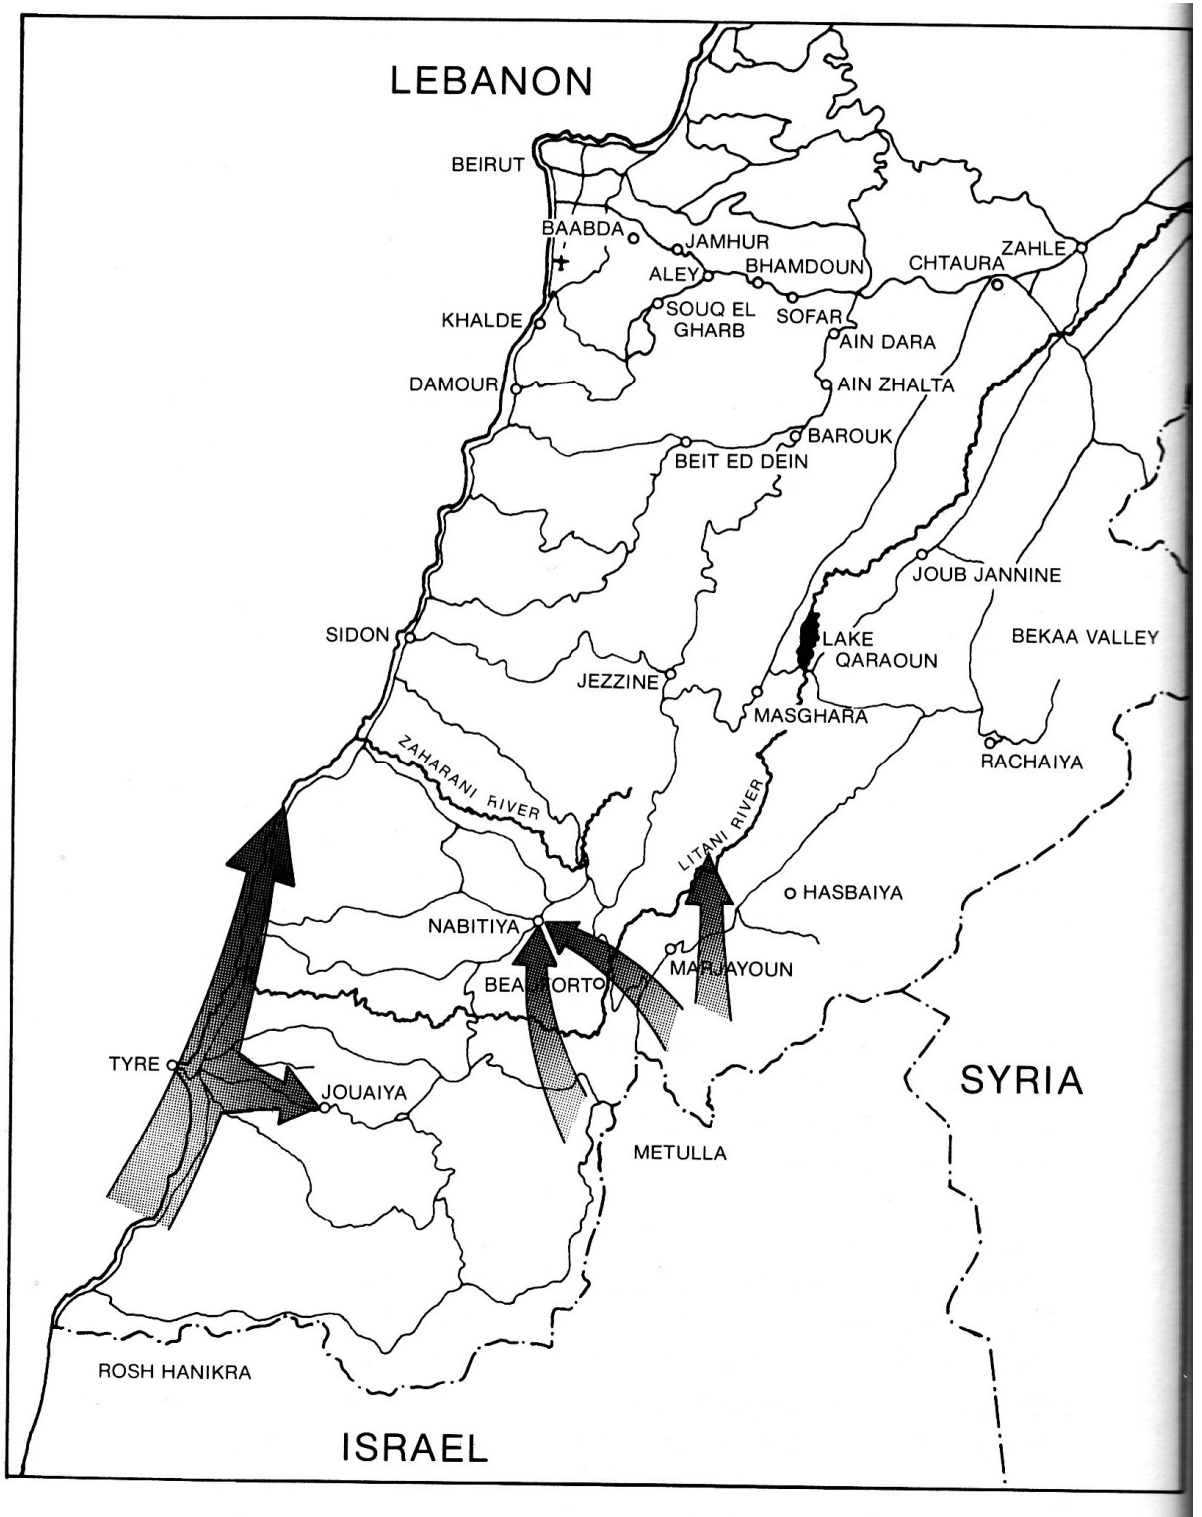 LEBANON
BEIRUT
BAABDA
JAMHUR
ZAHLE
ALEY
BHAMDOUN
CHTAURA
SOUQ EL
GHARB
SOFAR
KHALDE
AIN DARA
DAMOUR
AIN ZHALTA
BAROUK
BEIT ED DEIN
JOUB JANNINE
SIDON
LAKE
QARAOUN
BEKAA VALLEY
JEZZINE
MASGHARA
ZAHARANI RIVER
RACHAIYA
LITANI RIVER
HASBAIYA
NABITIYA
MARJAYOUN
BEAUFORT
TYRE
JOUAIYA
SYRIA
METULLA
ROSH HANIKRA
ISRAEL